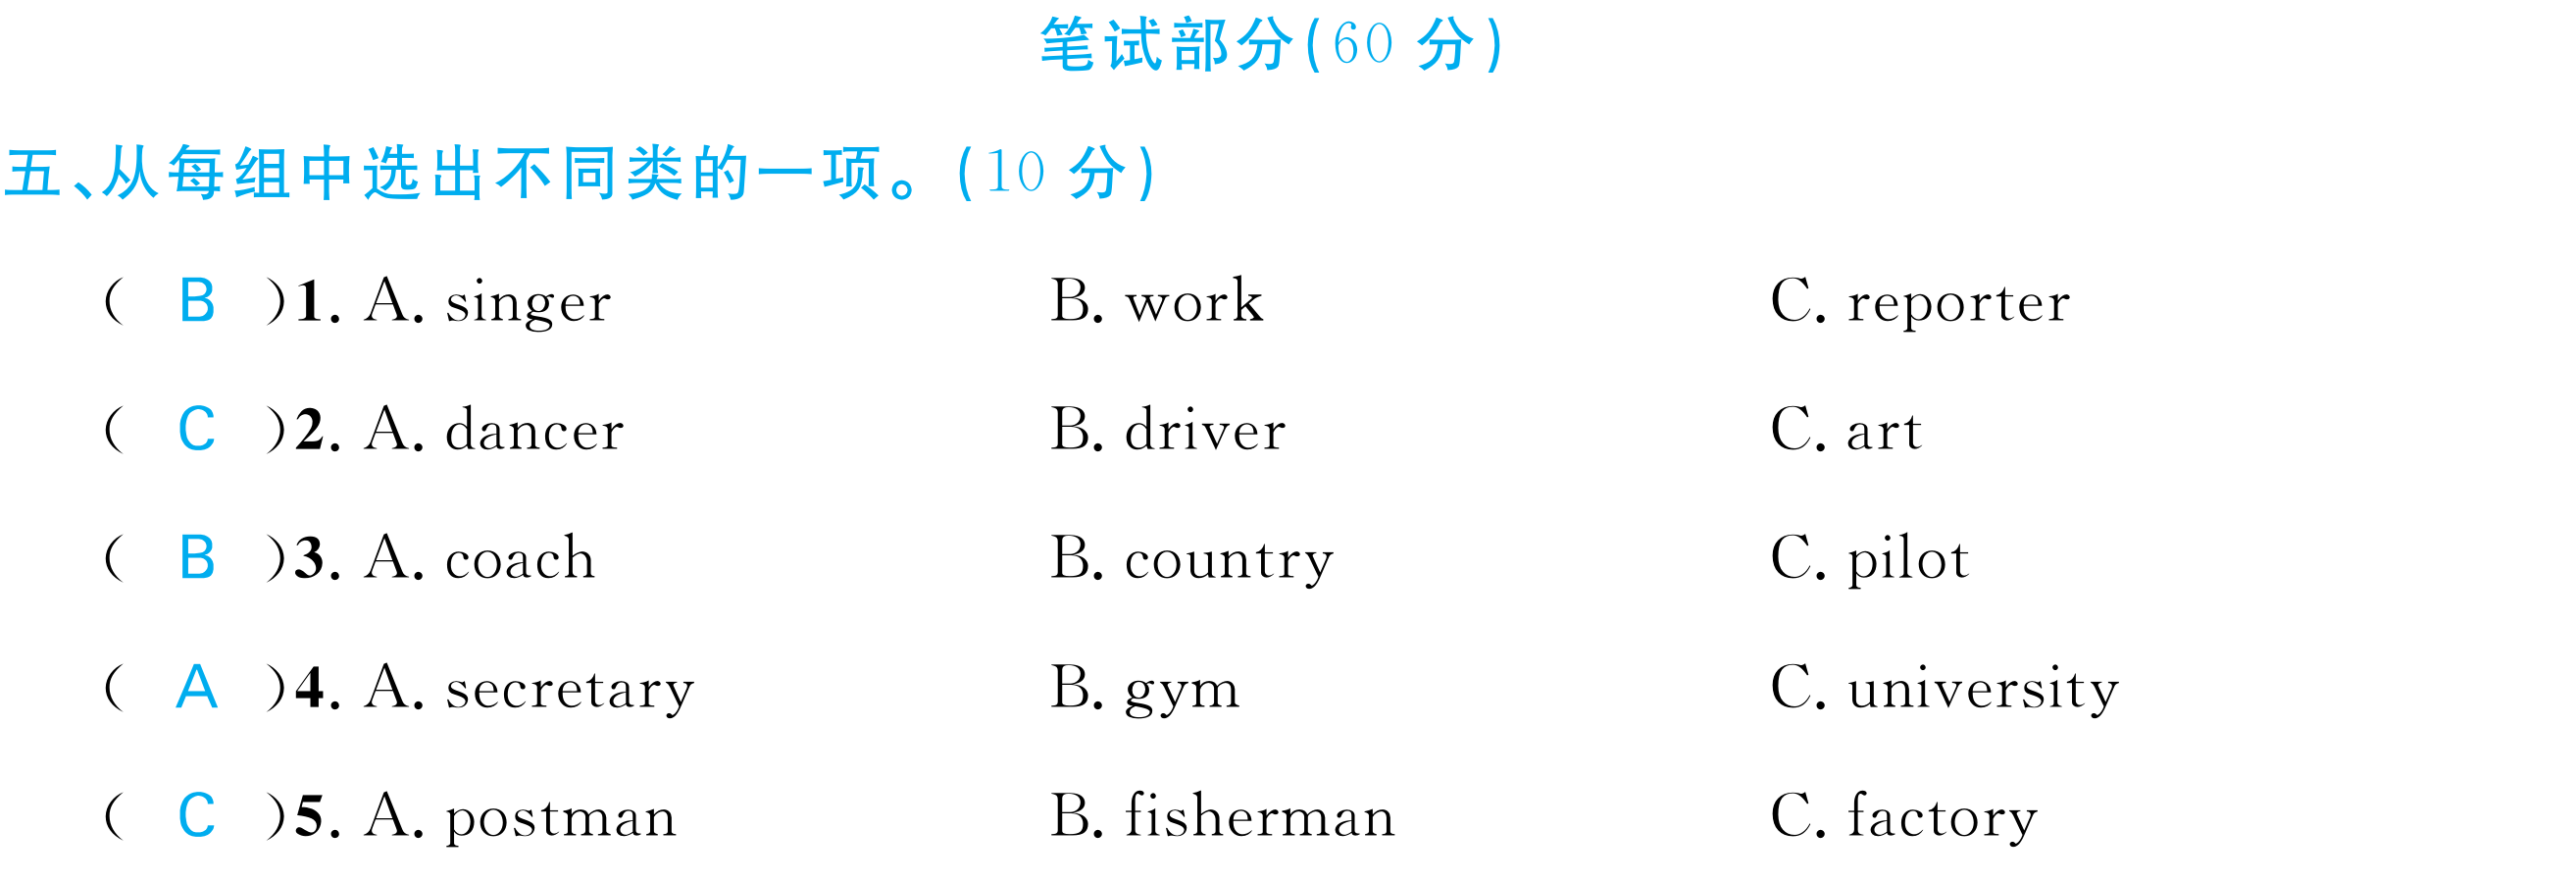 笔试部分(60 分)
五、从每组中选出不同类的一项。(10 分)
( B )1. A. singer B. work C. reporter
( C )2. A. dancer B. driver C. art
( B )3. A. coach B. country C. pilot
( A )4. A. secretary B. gym C. university
( C )5. A. postman B. fisherman C. factory